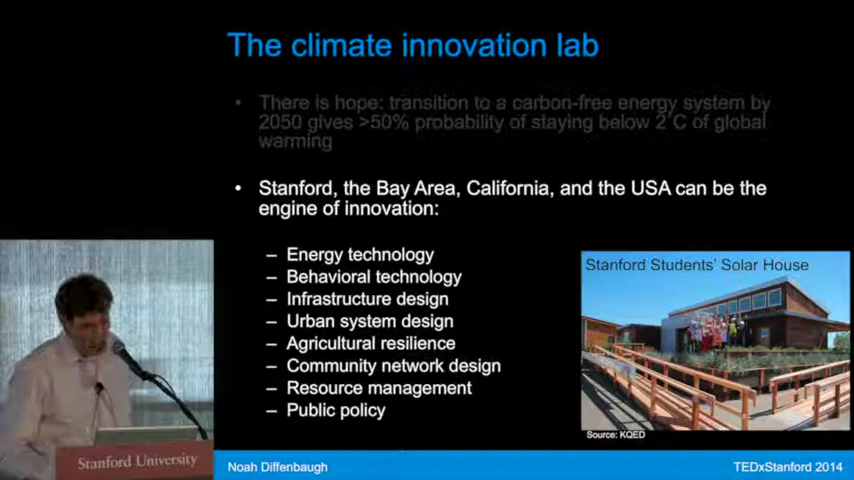 The climate innovation lab
• There is hope: transition to a carbon-free energy system by
2050 gives >50% probability of staying below 2°C of global
warming
• Stanford, the Bay Area, California, and the USA can be the
engine of innovation:
– Energy technology
– Behavioral technology
– Infrastructure design
– Urban system design
– Agricultural resilience
– Community network design
– Resource management
– Public policy
Stanford Students' Solar House
Source: KQED
Stanford University
Noah Diffenbaugh
TEDxStanford 2014